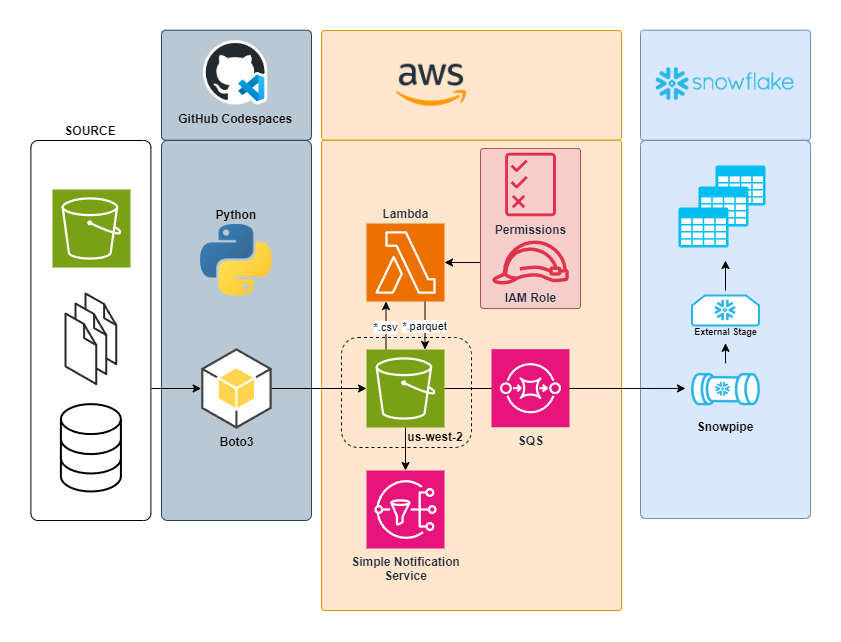 GitHub Codespaces
aws
snowflake
SOURCE
Python
Lambda
Permissions
IAM Role
*.csv
*.parquet
External Stage
us-west-2
Boto3
SQS
Snowpipe
Simple Notification
Service